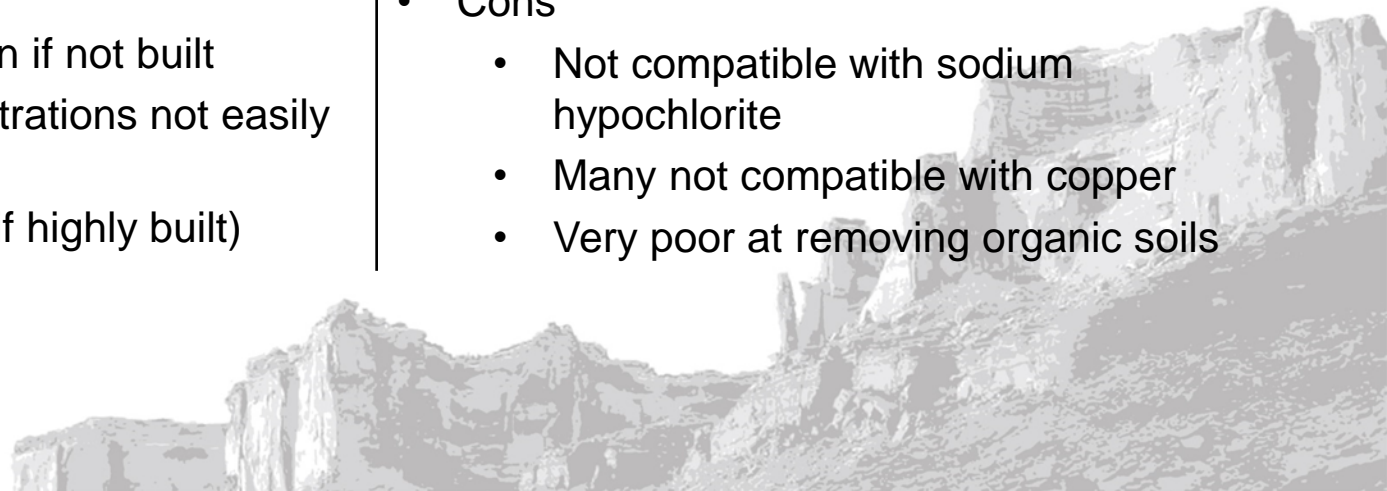 n if not built
trations not easily
f highly built)
• Cons
• Not compatible with sodium
hypochlorite
• Many not compatible with copper
• Very poor at removing organic soils